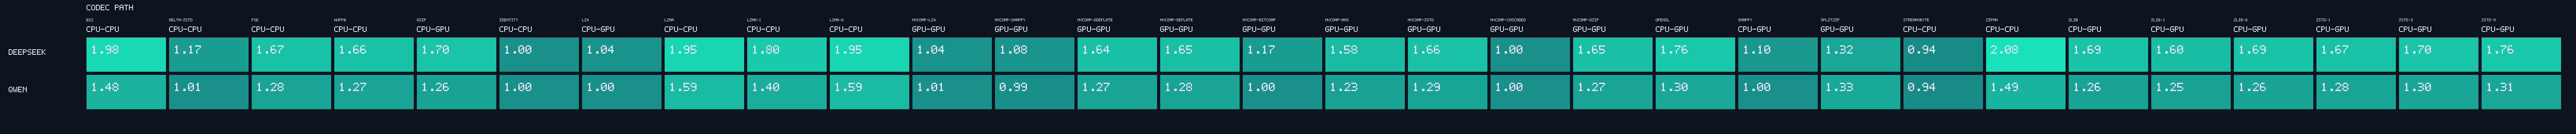 CODEC PATH
BZ2 DELTA-ZSTD FSE HUFF0 GZIP IDENTITY LZ4 LZMA LZMA-1 LZMA-6 NVCOMP-LZ4 NVCOMP-SNAPPY NVCOMP-GDEFLATE NVCOMP-DEFLATE NVCOMP-BITCOMP NVCOMP-ANS NVCOMP-ZSTD NVCOMP-CASCADED NVCOMP-GZIP OPENZL SNAPPY SPLITZIP STREAMBYTE ZIPNN ZLIB ZLIB-1 ZLIB-6 ZSTD-1 ZSTD-3 ZSTD-9
CPU-CPU CPU-CPU CPU-CPU CPU-CPU CPU-GPU CPU-CPU CPU-GPU CPU-CPU CPU-CPU CPU-CPU GPU-GPU GPU-GPU GPU-GPU GPU-GPU GPU-GPU GPU-GPU GPU-GPU GPU-GPU GPU-GPU CPU-GPU CPU-GPU GPU-GPU CPU-CPU CPU-CPU CPU-GPU CPU-GPU CPU-GPU CPU-GPU CPU-GPU CPU-GPU
DEEPSEEK 1.98 1.17 1.67 1.66 1.70 1.00 1.04 1.95 1.80 1.95 1.04 1.08 1.64 1.65 1.17 1.58 1.66 1.00 1.65 1.76 1.10 1.32 0.94 2.08 1.69 1.60 1.69 1.67 1.70 1.76
QWEN 1.48 1.01 1.28 1.27 1.26 1.00 1.00 1.59 1.40 1.59 1.01 0.99 1.27 1.28 1.00 1.23 1.29 1.00 1.27 1.30 1.00 1.33 0.94 1.49 1.26 1.25 1.26 1.28 1.30 1.31